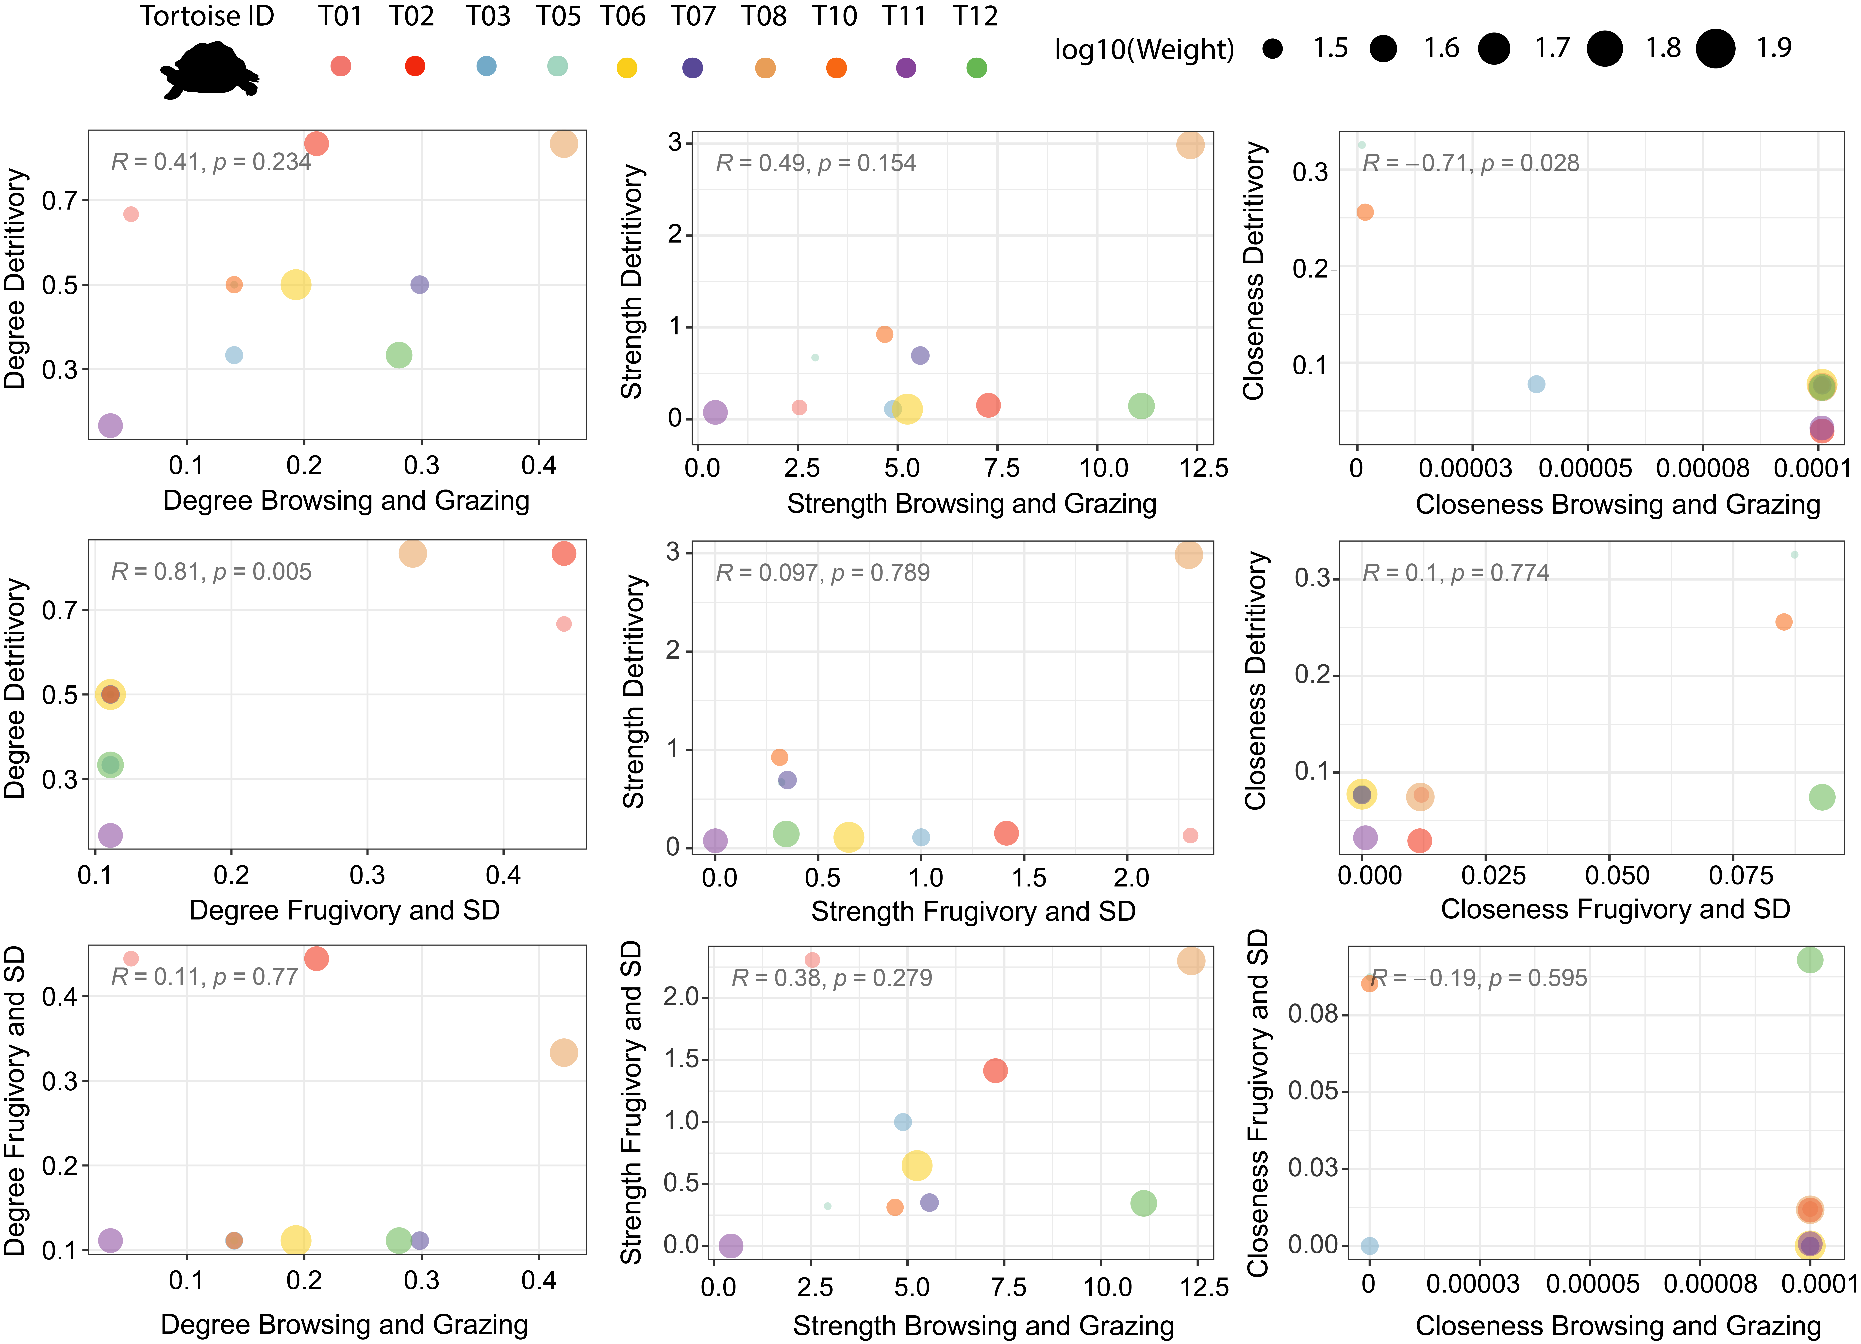 Tortoise ID T01 T02 T03 T05 T06 T07 T08 T10 T11 T12
log10(Weight) 1.5 1.6 1.7 1.8 1.9
Degree Detritivory
0.7
0.5
0.3
R = 0.41, p = 0.234
0.1 0.2 0.3 0.4
Degree Browsing and Grazing
Strength Detritivory
3
2
1
0
R = 0.49, p = 0.154
0.0 2.5 5.0 7.5 10.0 12.5
Strength Browsing and Grazing
Closeness Detritivory
0.3
0.2
0.1
R = −0.71, p = 0.028
0 0.00003 0.00005 0.00008 0.0001
Closeness Browsing and Grazing
Degree Detritivory
0.7
0.5
0.3
R = 0.81, p = 0.005
0.1 0.2 0.3 0.4
Degree Frugivory and SD
Strength Detritivory
3
2
1
0
R = 0.097, p = 0.789
0.0 0.5 1.0 1.5 2.0
Strength Frugivory and SD
Closeness Detritivory
0.3
0.2
0.1
R = 0.1, p = 0.774
0.000 0.025 0.050 0.075
Closeness Frugivory and SD
Degree Frugivory and SD
0.4
0.3
0.2
0.1
R = 0.11, p = 0.77
0.1 0.2 0.3 0.4
Degree Browsing and Grazing
Strength Frugivory and SD
2.0
1.5
1.0
0.5
0.0
R = 0.38, p = 0.279
0.0 2.5 5.0 7.5 10.0 12.5
Strength Browsing and Grazing
Closeness Frugivory and SD
0.08
0.05
0.03
0.00
R = −0.19, p = 0.595
0 0.00003 0.00005 0.00008 0.0001
Closeness Browsing and Grazing